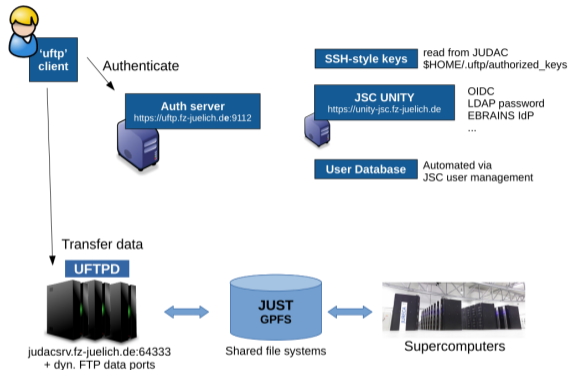 'uftp'
client
Authenticate
Auth server
https://uftp.fz-juelich.de:9112
SSH-style keys
read from JUDAC
$HOME/.uftp/authorized_keys
JSC UNITY
https://unity-jsc.fz-juelich.de
OIDC
LDAP password
EBRAINS IdP
...
User Database
Automated via
JSC user management
Transfer data
UFTPD
judacsrv.fz-juelich.de:64333
+ dyn. FTP data ports
JUST
GPFS
Shared file systems
Supercomputers